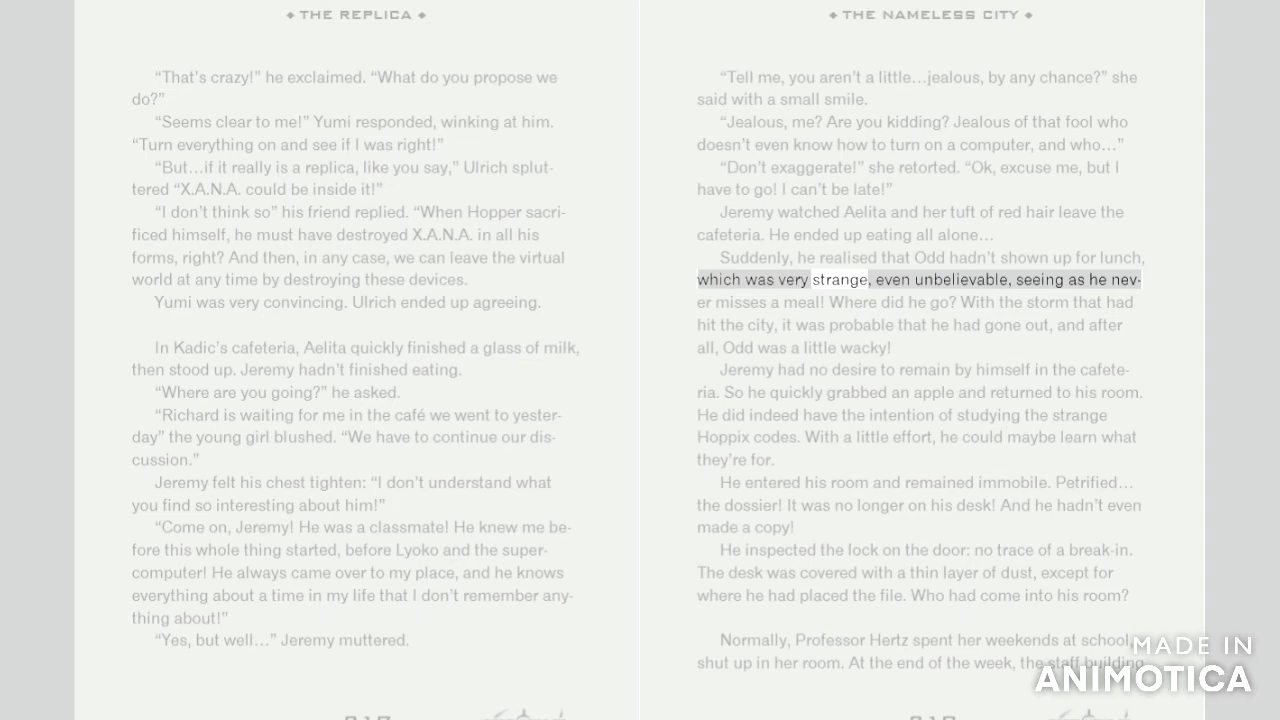 ◆ THE REPLICA ◆
“That’s crazy!” he exclaimed. “What do you propose we
do?”
“Seems clear to me!” Yumi responded, winking at him.
“Turn everything on and see if I was right!”
“But…if it really is a replica, like you say,” Ulrich splut-
tered “X.A.N.A. could be inside it!”
“I don’t think so” his friend replied. “When Hopper sacri-
ficed himself, he must have destroyed X.A.N.A. in all his
forms, right? And then, in any case, we can leave the virtual
world at any time by destroying these devices.
Yumi was very convincing. Ulrich ended up agreeing.
In Kadic’s cafeteria, Aelita quickly finished a glass of milk,
then stood up. Jeremy hadn’t finished eating.
“Where are you going?” he asked.
“Richard is waiting for me in the café we went to yester-
day” the young girl blushed. “We have to continue our dis-
cussion.”
Jeremy felt his chest tighten: “I don’t understand what
you find so interesting about him!”
“Come on, Jeremy! He was a classmate! He knew me be-
fore this whole thing started, before Lyoko and the super-
computer! He always came over to my place, and he knows
everything about a time in my life that I don’t remember any-
thing about!”
“Yes, but well…” Jeremy muttered.
◆ THE NAMELESS CITY ◆
“Tell me, you aren’t a little…jealous, by any chance?” she
said with a small smile.
“Jealous, me? Are you kidding? Jealous of that fool who
doesn’t even know how to turn on a computer, and who…”
“Don’t exaggerate!” she retorted. “Ok, excuse me, but I
have to go! I can’t be late!”
Jeremy watched Aelita and her tuft of red hair leave the
cafeteria. He ended up eating all alone…
Suddenly, he realised that Odd hadn’t shown up for lunch,
which was very strange, even unbelievable, seeing as he nev-
er misses a meal! Where did he go? With the storm that had
hit the city, it was probable that he had gone out, and after
all, Odd was a little wacky!
Jeremy had no desire to remain by himself in the cafete-
ria. So he quickly grabbed an apple and returned to his room.
He did indeed have the intention of studying the strange
Hoppix codes. With a little effort, he could maybe learn what
they’re for.
He entered his room and remained immobile. Petrified…
the dossier! It was no longer on his desk! And he hadn’t even
made a copy!
He inspected the lock on the door: no trace of a break-in.
The desk was covered with a thin layer of dust, except for
where he had placed the file. Who had come into his room?
Normally, Professor Hertz spent her weekends at school,
shut up in her room. At the end of the week, the staff building
MADE IN
ANIMOTICA